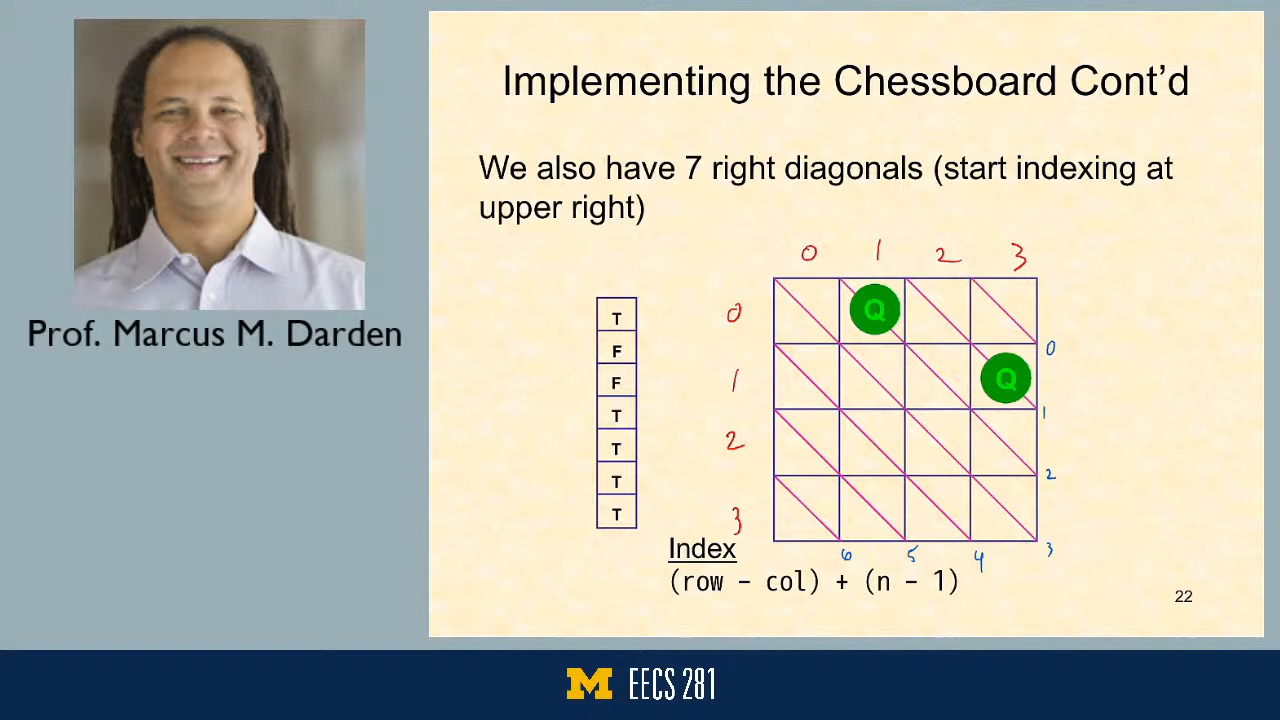 Implementing the Chessboard Cont'd
We also have 7 right diagonals (start indexing at
upper right)
Prof. Marcus M. Darden
0 1 2 3
T
F
F
T
T
T
T
0
1
2
3
Q
Q
0
1
2
3
6 5 4
Index
(row - col) + (n - 1)
22
M EECS 281